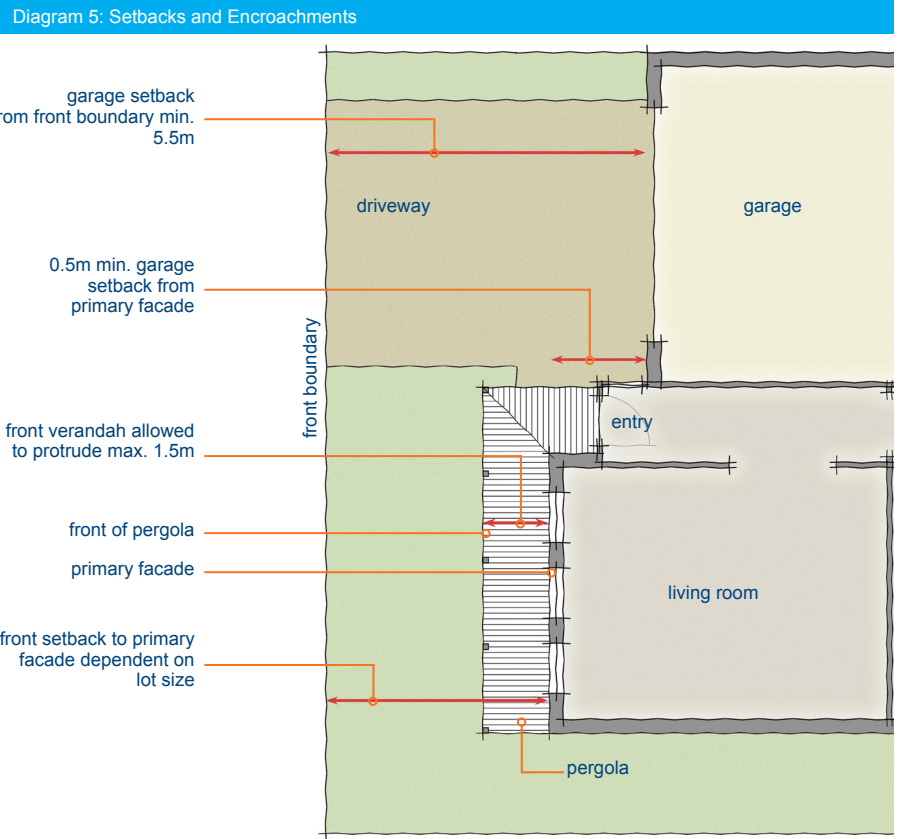 Diagram 5: Setbacks and Encroachments
garage setback
rom front boundary min.
5.5m
driveway
garage
0.5m min. garage
setback from
primary facade
front boundary
front verandah allowed
to protrude max. 1.5m
entry
front of pergola
primary facade
living room
front setback to primary
facade dependent on
lot size
pergola